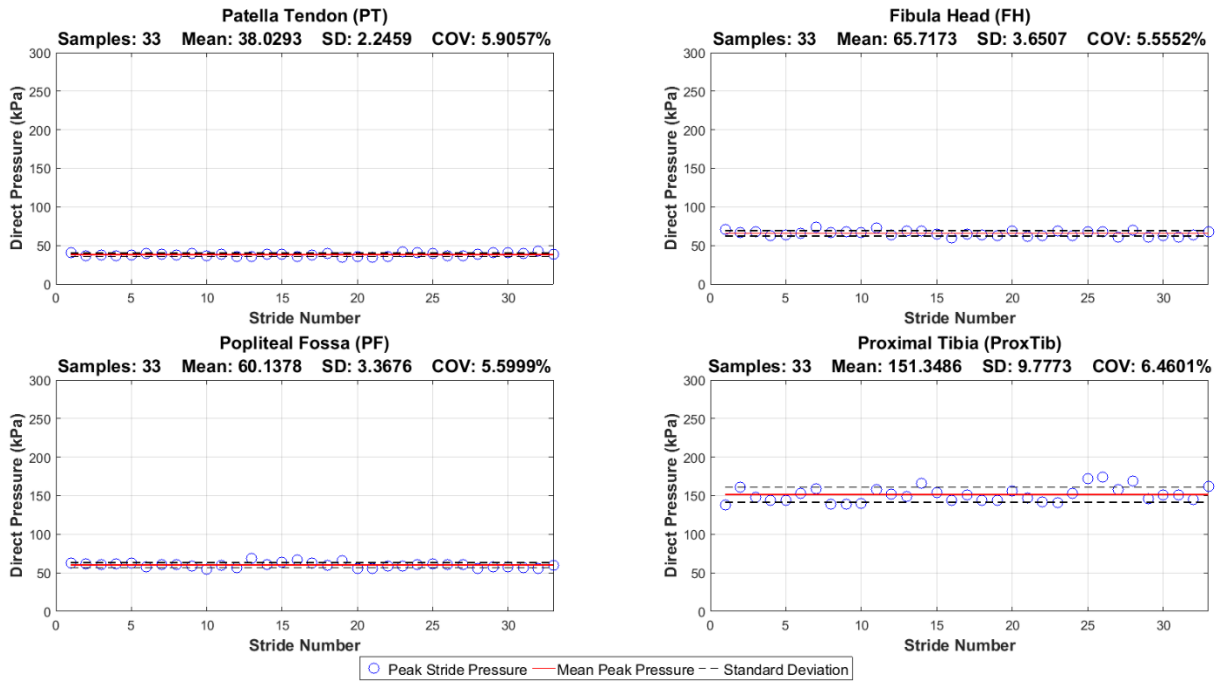 Patella Tendon (PT)
Samples: 33 Mean: 38.0293 SD: 2.2459 COV: 5.9057%
300
250
200
150
100
50
0
Direct Pressure (kPa)
0 5 10 15 20 25 30
Stride Number
Fibula Head (FH)
Samples: 33 Mean: 65.7173 SD: 3.6507 COV: 5.5552%
300
250
200
150
100
50
0
Direct Pressure (kPa)
0 5 10 15 20 25 30
Stride Number
Popliteal Fossa (PF)
Samples: 33 Mean: 60.1378 SD: 3.3676 COV: 5.5999%
300
250
200
150
100
50
0
Direct Pressure (kPa)
0 5 10 15 20 25 30
Stride Number
Proximal Tibia (ProxTib)
Samples: 33 Mean: 151.3486 SD: 9.7773 COV: 6.4601%
300
250
200
150
100
50
0
Direct Pressure (kPa)
0 5 10 15 20 25 30
Stride Number
Peak Stride Pressure Mean Peak Pressure Standard Deviation